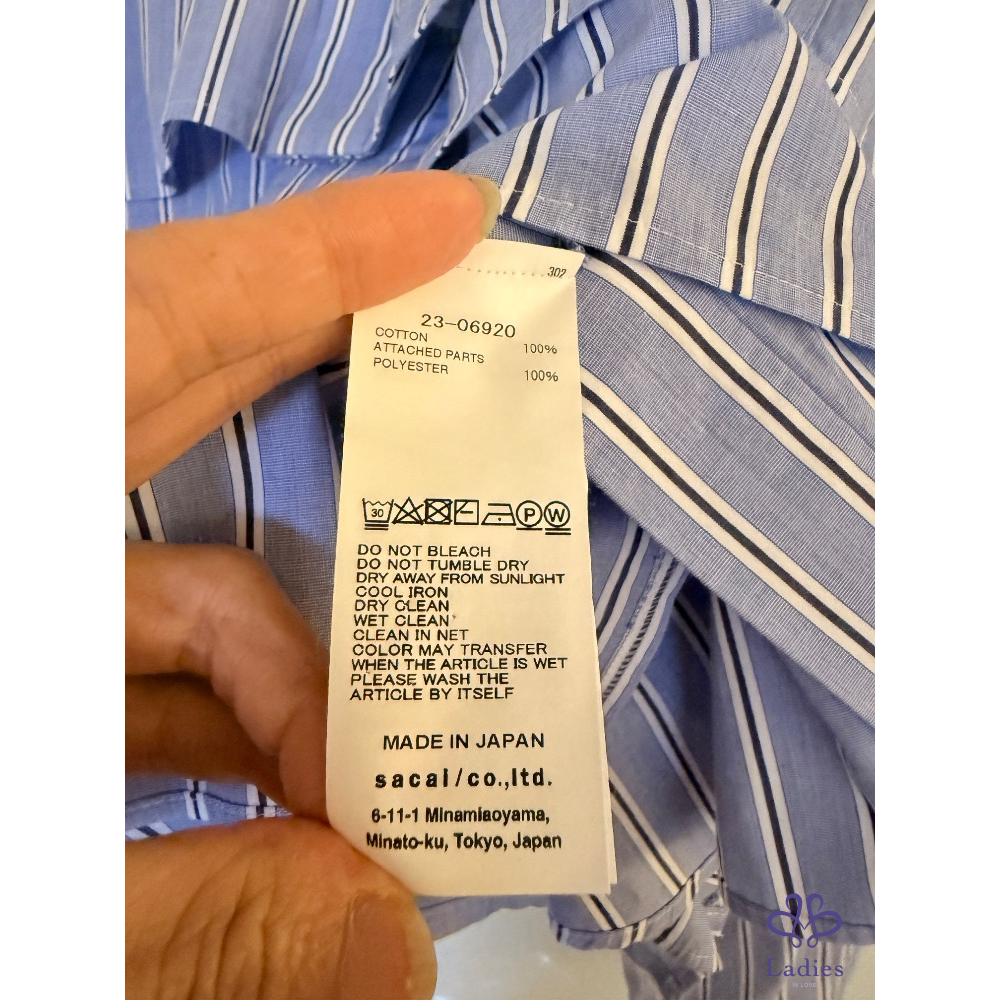 302
23-06920
COTTON 100%
ATTACHED PARTS
POLYESTER 100%
30
P W
DO NOT BLEACH
DO NOT TUMBLE DRY
DRY AWAY FROM SUNLIGHT
COOL IRON
DRY CLEAN
WET CLEAN
CLEAN IN NET
COLOR MAY TRANSFER
WHEN THE ARTICLE IS WET
PLEASE WASH THE
ARTICLE BY ITSELF
MADE IN JAPAN
sacai/co.,ltd.
6-11-1 Minamiaoyama,
Minato-ku, Tokyo, Japan
Ladies
IN LOVE